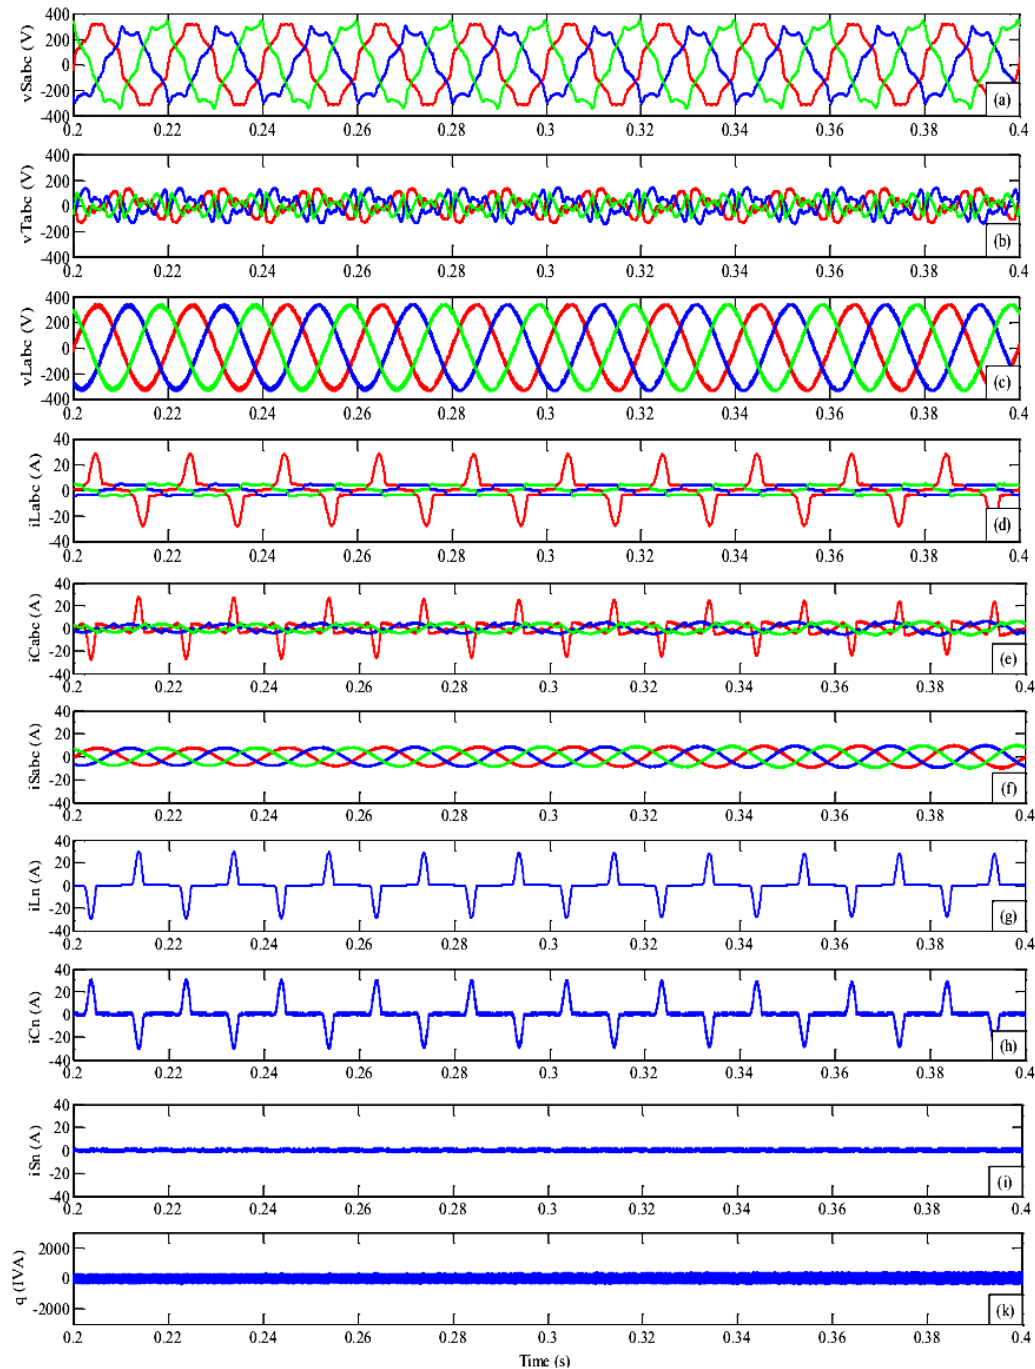 vSabc (V)
400
200
0
-200
-400
(a)
0.2 0.22 0.24 0.26 0.28 0.3 0.32 0.34 0.36 0.38 0.4
vTabc (V)
400
200
0
-200
-400
(b)
0.2 0.22 0.24 0.26 0.28 0.3 0.32 0.34 0.36 0.38 0.4
vLabc (V)
400
200
0
-200
-400
(c)
0.2 0.22 0.24 0.26 0.28 0.3 0.32 0.34 0.36 0.38 0.4
iLabc (A)
40
20
0
-20
-40
(d)
0.2 0.22 0.24 0.26 0.28 0.3 0.32 0.34 0.36 0.38 0.4
iCabc (A)
40
20
0
-20
-40
(e)
0.2 0.22 0.24 0.26 0.28 0.3 0.32 0.34 0.36 0.38 0.4
iSabc (A)
40
20
0
-20
-40
(f)
0.2 0.22 0.24 0.26 0.28 0.3 0.32 0.34 0.36 0.38 0.4
iLn (A)
40
20
0
-20
-40
(g)
0.2 0.22 0.24 0.26 0.28 0.3 0.32 0.34 0.36 0.38 0.4
iCn (A)
40
20
0
-20
-40
(h)
0.2 0.22 0.24 0.26 0.28 0.3 0.32 0.34 0.36 0.38 0.4
iSn (A)
40
20
0
-20
-40
(i)
0.2 0.22 0.24 0.26 0.28 0.3 0.32 0.34 0.36 0.38 0.4
q (IVA)
2000
0
-2000
(k)
0.2 0.22 0.24 0.26 0.28 0.3 0.32 0.34 0.36 0.38 0.4
Time (s)